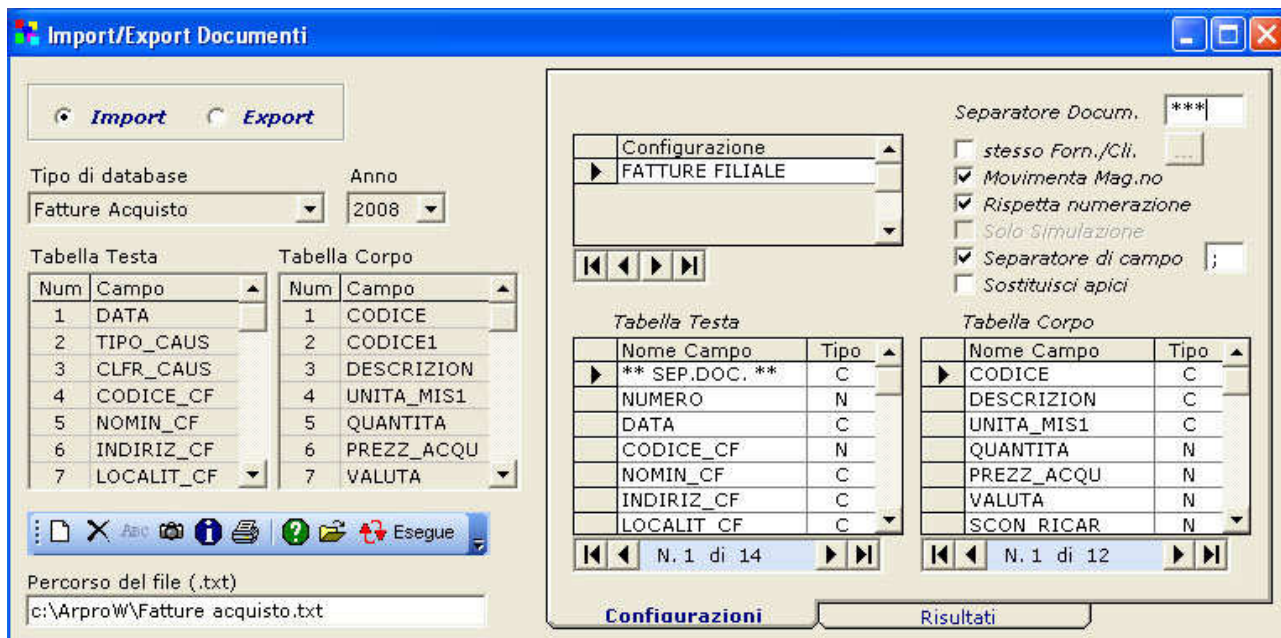 Import/Export Documenti
Import Export
Tipo di database Anno
Fatture Acquisto 2008
Tabella Testa Tabella Corpo
Num Campo Num Campo
1 DATA 1 CODICE
2 TIPO_CAUS 2 CODICE1
3 CLFR_CAUS 3 DESCRIZION
4 CODICE_CF 4 UNITA_MIS1
5 NOMIN_CF 5 QUANTITA
6 INDIRIZ_CF 6 PREZZ_ACQU
7 LOCALIT_CF 7 VALUTA
Abc Esegue
Percorso del file (.txt)
c:\ArproW\Fatture acquisto.txt
Configurazione
FATTURE FILIALE
Separatore Docum. ***
stesso Forn./Cli. ...
Movimenta Mag.no
Rispetta numerazione
Solo Simulazione
Separatore di campo ;
Sostituisci apici
Tabella Testa
Nome Campo Tipo
** SEP.DOC. ** C
NUMERO N
DATA C
CODICE_CF N
NOMIN_CF C
INDIRIZ_CF C
LOCALIT_CF C
N. 1 di 14
Tabella Corpo
Nome Campo Tipo
CODICE C
DESCRIZION C
UNITA_MIS1 C
QUANTITA N
PREZZ_ACQU N
VALUTA N
SCON_RICAR N
N. 1 di 12
Configurazioni Risultati